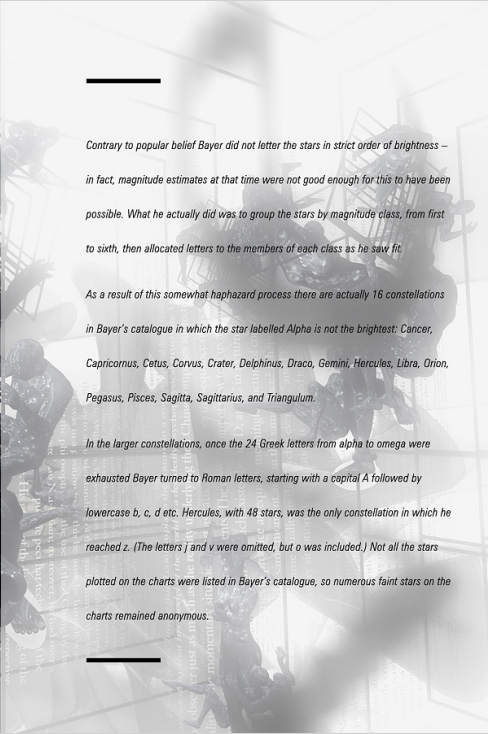 Contrary to popular belief Bayer did not letter the stars in strict order of brightness –
in fact, magnitude estimates at that time were not good enough for this to have been
possible. What he actually did was to group the stars by magnitude class, from first
to sixth, then allocated letters to the members of each class as he saw fit.
As a result of this somewhat haphazard process there are actually 16 constellations
in Bayer's catalogue in which the star labelled Alpha is not the brightest: Cancer,
Capricornus, Cetus, Corvus, Crater, Delphinus, Draco, Gemini, Hercules, Libra, Orion,
Pegasus, Pisces, Sagitta, Sagittarius, and Triangulum.
In the larger constellations, once the 24 Greek letters from alpha to omega were
exhausted Bayer turned to Roman letters, starting with a capital A followed by
lowercase b, c, d etc. Hercules, with 48 stars, was the only constellation in which he
reached z. (The letters j and v were omitted, but o was included.) Not all the stars
plotted on the charts were listed in Bayer's catalogue, so numerous faint stars on the
charts remained anonymous.